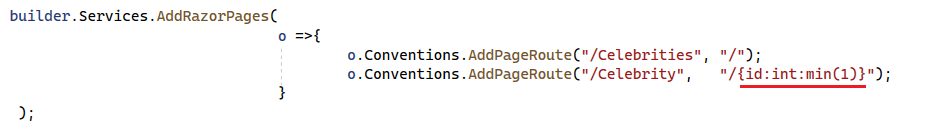 builder.Services.AddRazorPages(
o =>{
o.Conventions.AddPageRoute("/Celebrities", "/");
o.Conventions.AddPageRoute("/Celebrity", "/{id:int:min(1)}");
}
);